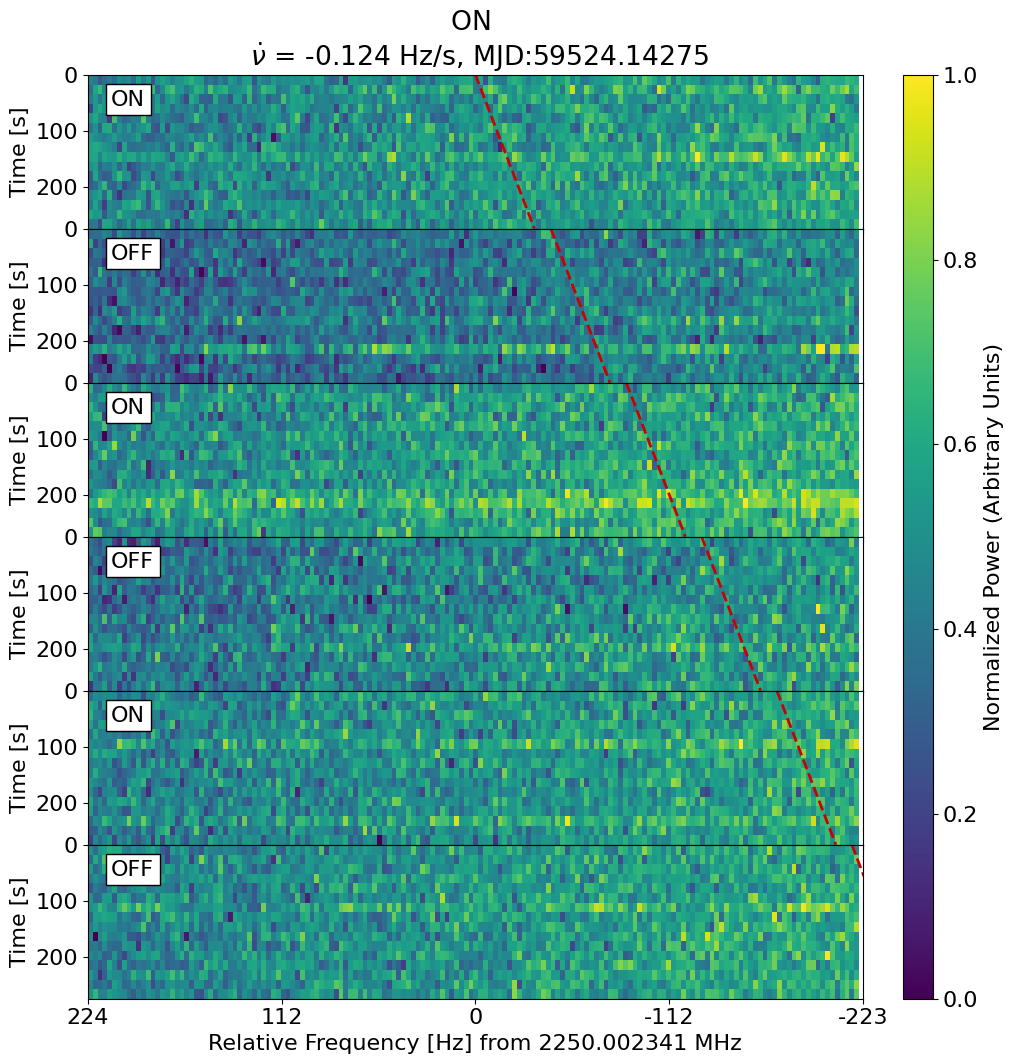 ON
ν̇ = -0.124 Hz/s, MJD:59524.14275
0
100
200
Time [s]
ON
0
100
200
Time [s]
OFF
0
100
200
Time [s]
ON
0
100
200
Time [s]
OFF
0
100
200
Time [s]
ON
0
100
200
Time [s]
OFF
224 112 0 -112 -223
Relative Frequency [Hz] from 2250.002341 MHz
1.0
0.8
0.6
0.4
0.2
0.0
Normalized Power (Arbitrary Units)